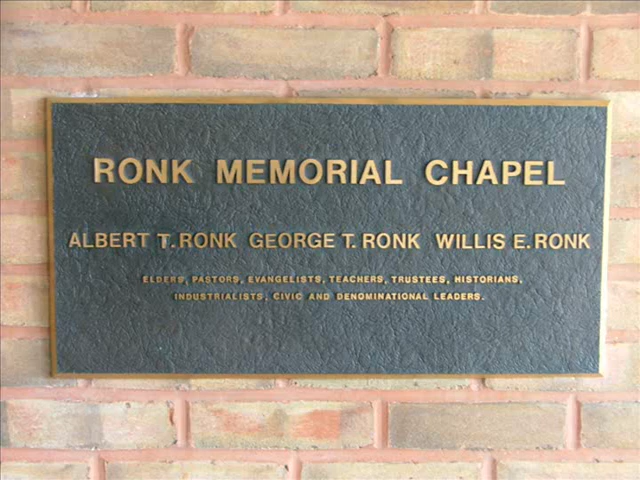 RONK MEMORIAL CHAPEL
ALBERT T. RONK GEORGE T. RONK WILLIS E. RONK
ELDERS, PASTORS, EVANGELISTS, TEACHERS, TRUSTEES, HISTORIANS,
INDUSTRIALISTS, CIVIC AND DENOMINATIONAL LEADERS.